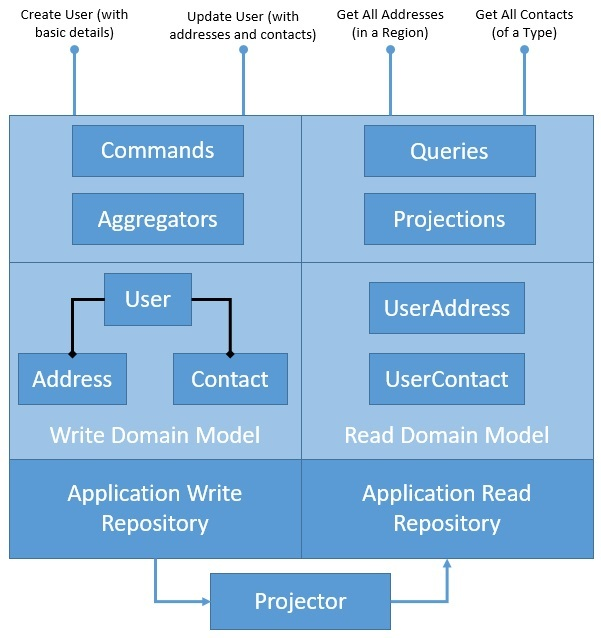 Create User (with
basic details)
Update User (with
addresses and contacts)
Get All Addresses
(in a Region)
Get All Contacts
(of a Type)
Commands
Queries
Aggregators
Projections
User
UserAddress
Address
Contact
UserContact
Write Domain Model
Read Domain Model
Application Write
Repository
Application Read
Repository
Projector